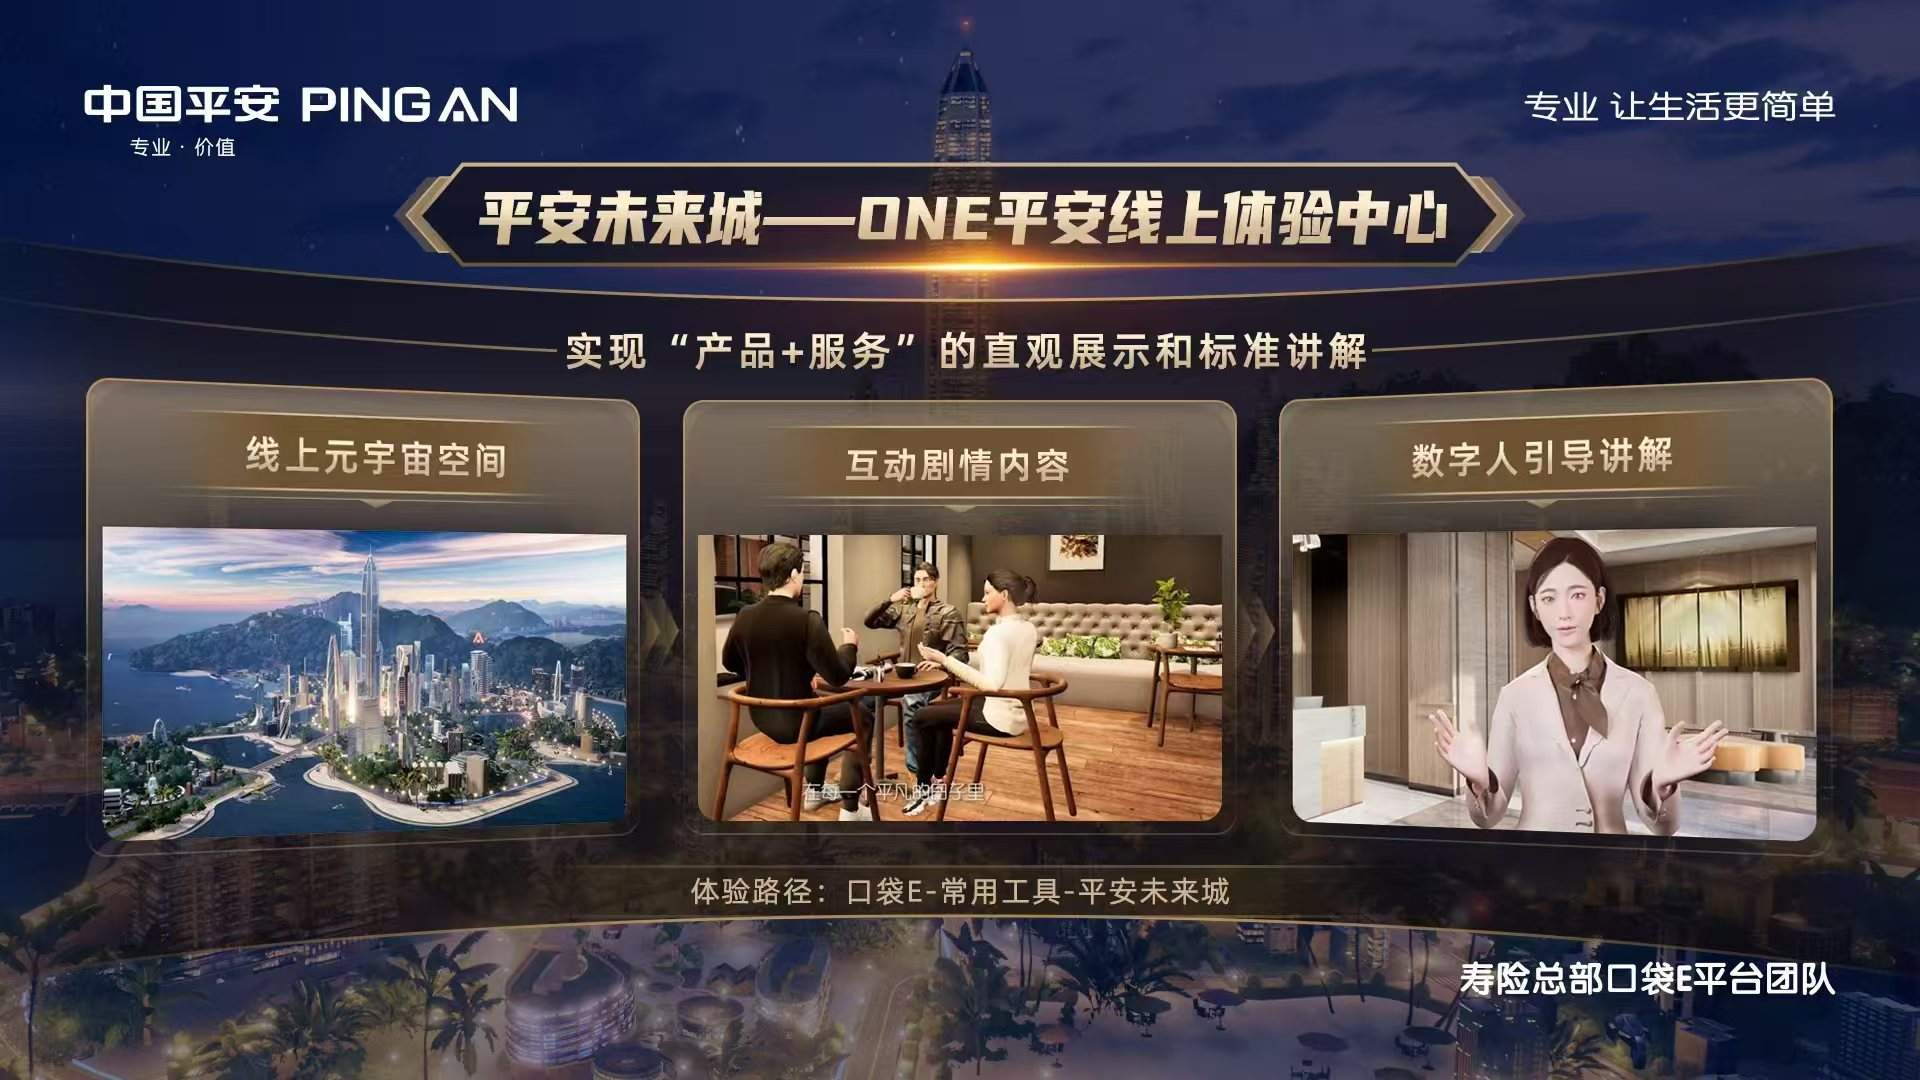 中国平安 PING AN
专业·价值
专业 让生活更简单
平安未来城——ONE平安线上体验中心
实现“产品+服务”的直观展示和标准讲解
线上元宇宙空间
互动剧情内容
数字人引导讲解
在每一个平凡的日子里
体验路径：口袋E-常用工具-平安未来城
寿险总部口袋E平台团队